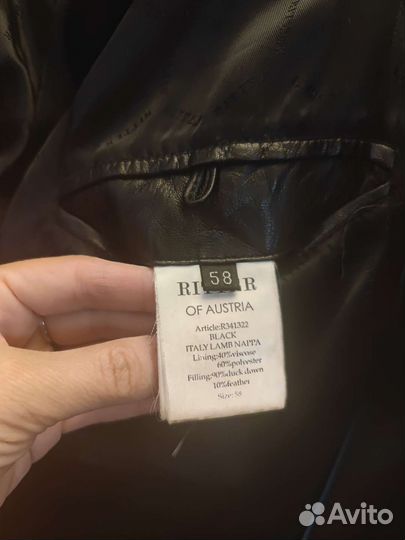 58
OF AUSTRIA
Article:R341322
BLACK
ITALY LAMB NAPPA
Lining:40%viscose
60%polyester
Filling:90%duck down
10%feather
Size: 58
Avito